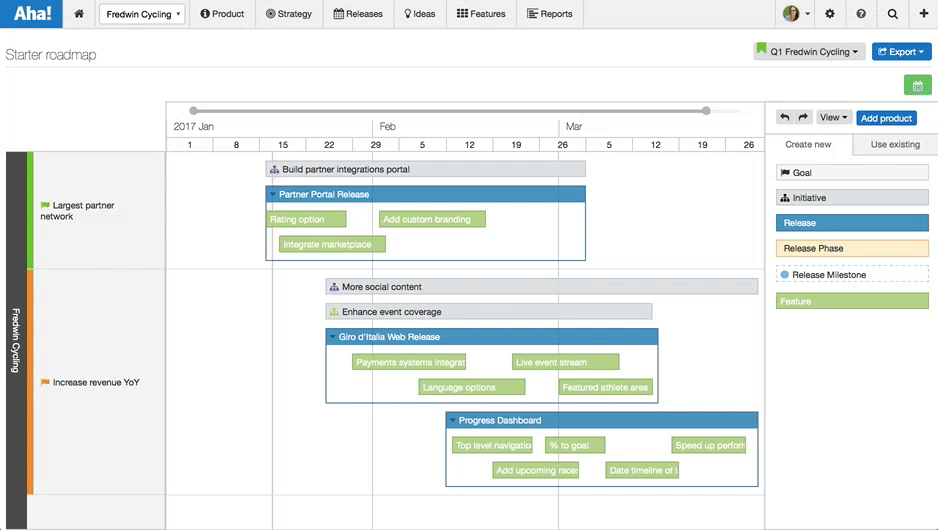 Aha!
Fredwin Cycling
Product
Strategy
Releases
Ideas
Features
Reports
Starter roadmap
Q1 Fredwin Cycling
Export
2017 Jan
Feb
Mar
1 8 15 22 29 5 12 19 26 5 12 19 26
View
Add product
Create new
Use existing
Goal
Initiative
Release
Release Phase
Release Milestone
Feature
Fredwin Cycling
Largest partner
network
Build partner integrations portal
Partner Portal Release
Rating option
Add custom branding
Integrate marketplace
Increase revenue YoY
More social content
Enhance event coverage
Giro d'Italia Web Release
Payments systems integrat
Live event stream
Language options
Featured athlete area
Progress Dashboard
Top level navigatio
% to goal
Speed up perfom
Add upcoming races
Date timeline of